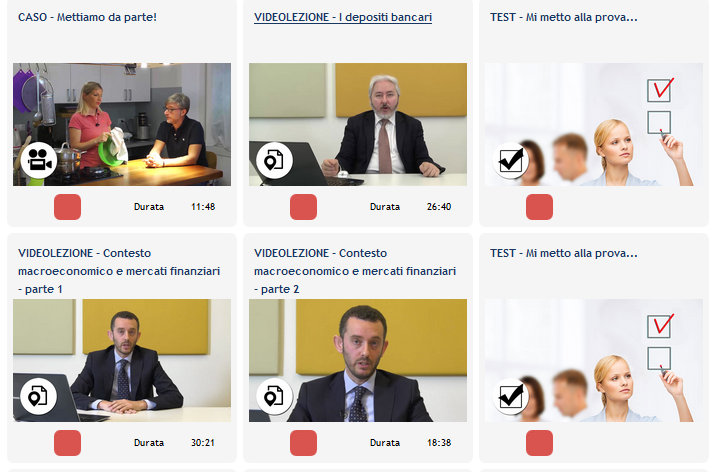 CASO - Mettiamo da parte!
VIDEOLEZIONE - I depositi bancari
TEST - Mi metto alla prova...
Durata 11:48
Durata 26:40
VIDEOLEZIONE - Contesto
macroeconomico e mercati finanziari
- parte 1
VIDEOLEZIONE - Contesto
macroeconomico e mercati finanziari
- parte 2
TEST - Mi metto alla prova...
Durata 30:21
Durata 18:38